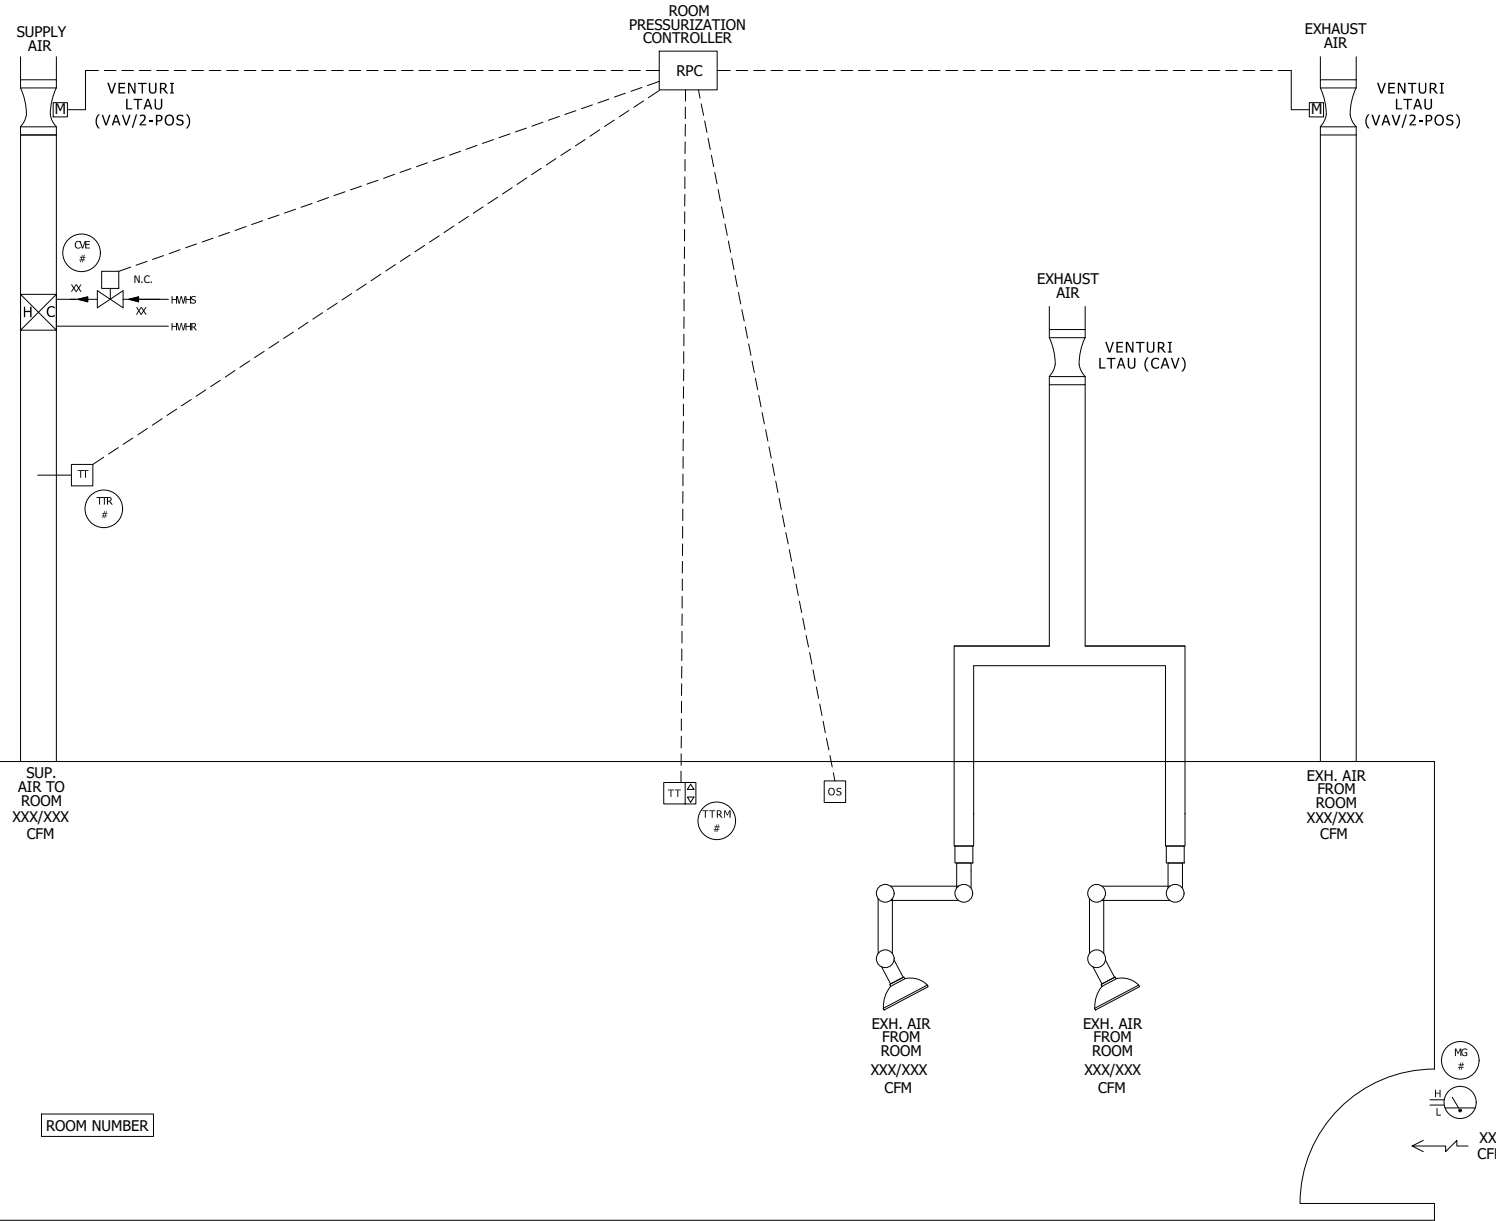 SUPPLY
AIR
ROOM
PRESSURIZATION
CONTROLLER
RPC
EXHAUST
AIR
M
VENTURI
LTAU
(VAV/2-POS)
M
VENTURI
LTAU
(VAV/2-POS)
CVE
#
N.C.
XX
HWHS
XX
H C
HWHR
EXHAUST
AIR
VENTURI
LTAU (CAV)
TT
TTR
#
SUP.
AIR TO
ROOM
XXX/XXX
CFM
TT
TTRM
#
OS
EXH. AIR
FROM
ROOM
XXX/XXX
CFM
EXH. AIR
FROM
ROOM
XXX/XXX
CFM
EXH. AIR
FROM
ROOM
XXX/XXX
CFM
MG
#
H
L
XX
ROOM NUMBER